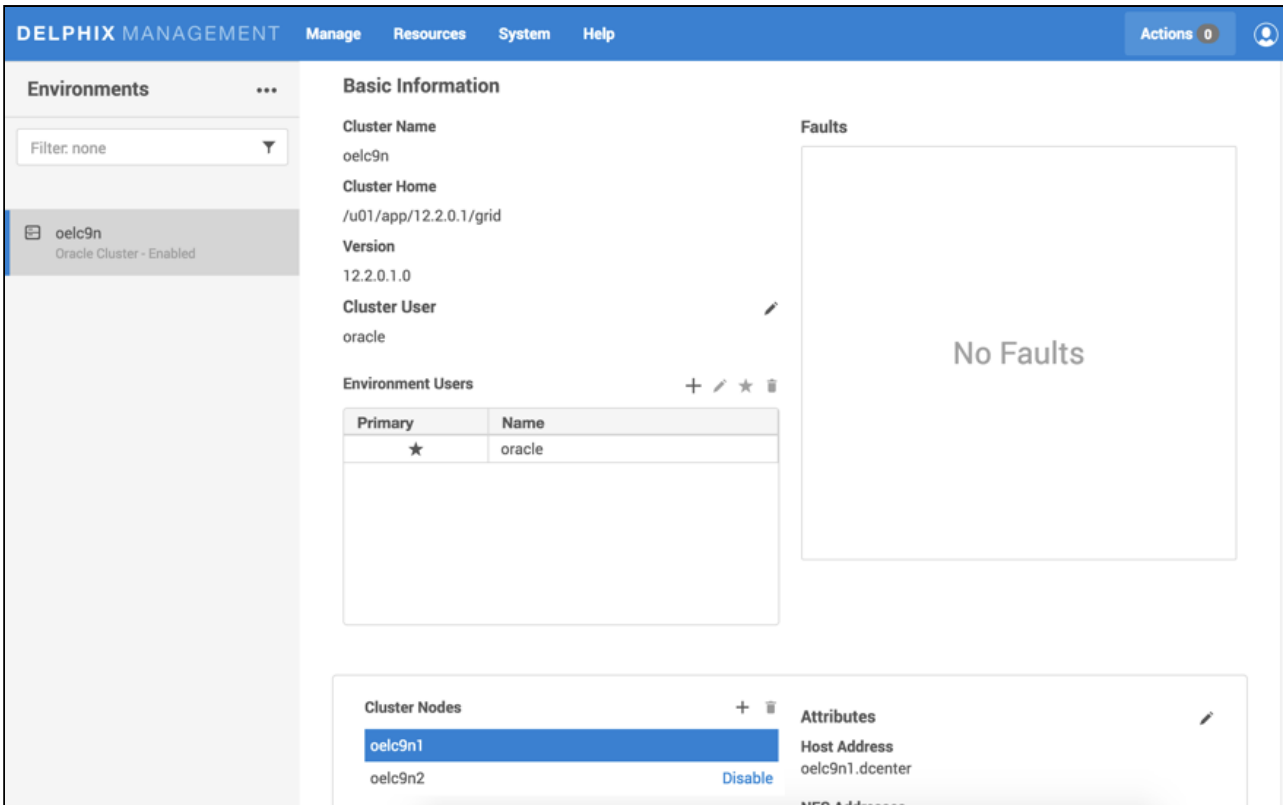 DELPHIX MANAGEMENT Manage Resources System Help Actions 0
Environments
Filter: none
oelc9n
Oracle Cluster - Enabled
Basic Information
Cluster Name
oelc9n
Cluster Home
/u01/app/12.2.0.1/grid
Version
12.2.0.1.0
Cluster User
oracle
Environment Users
Primary Name
oracle
Faults
No Faults
Cluster Nodes
oelc9n1
oelc9n2 Disable
Attributes
Host Address
oelc9n1.dcenter
NFS Addresses